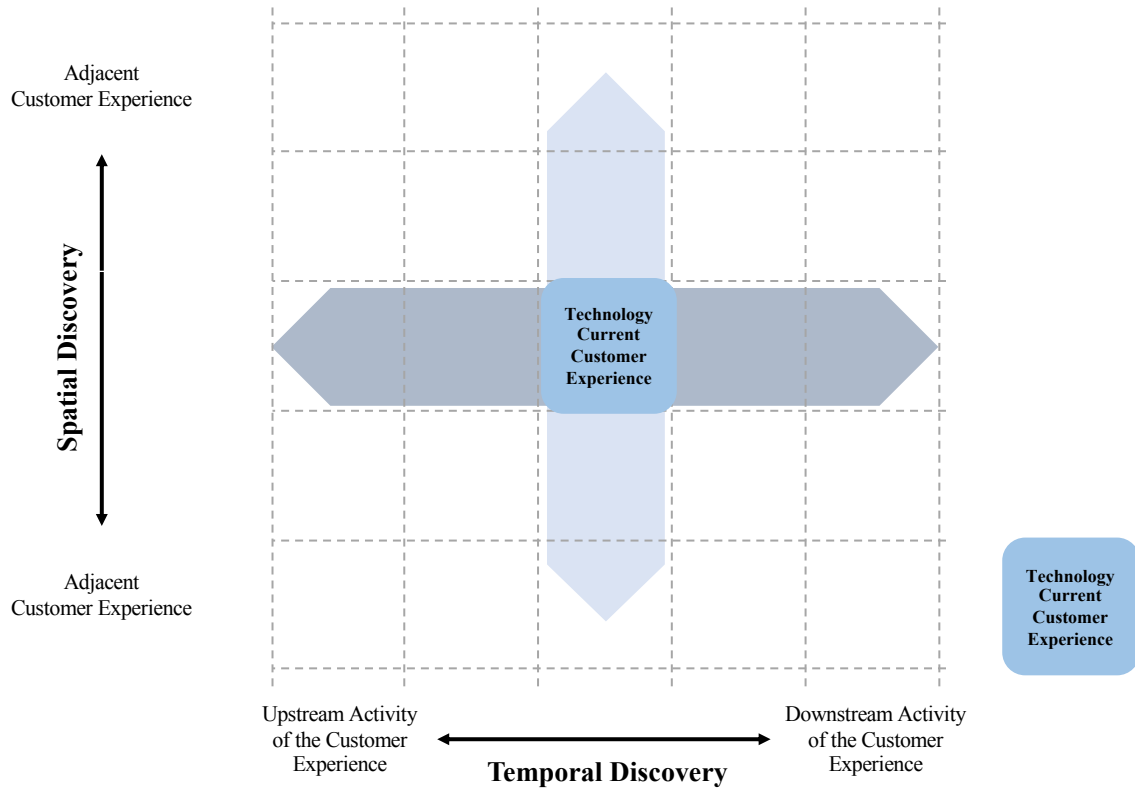 Adjacent
Customer Experience
Spatial Discovery
Technology
Current
Customer
Experience
Adjacent
Customer Experience
Technology
Current
Customer
Experience
Upstream Activity
of the Customer
Experience
Temporal Discovery
Downstream Activity
of the Customer
Experience